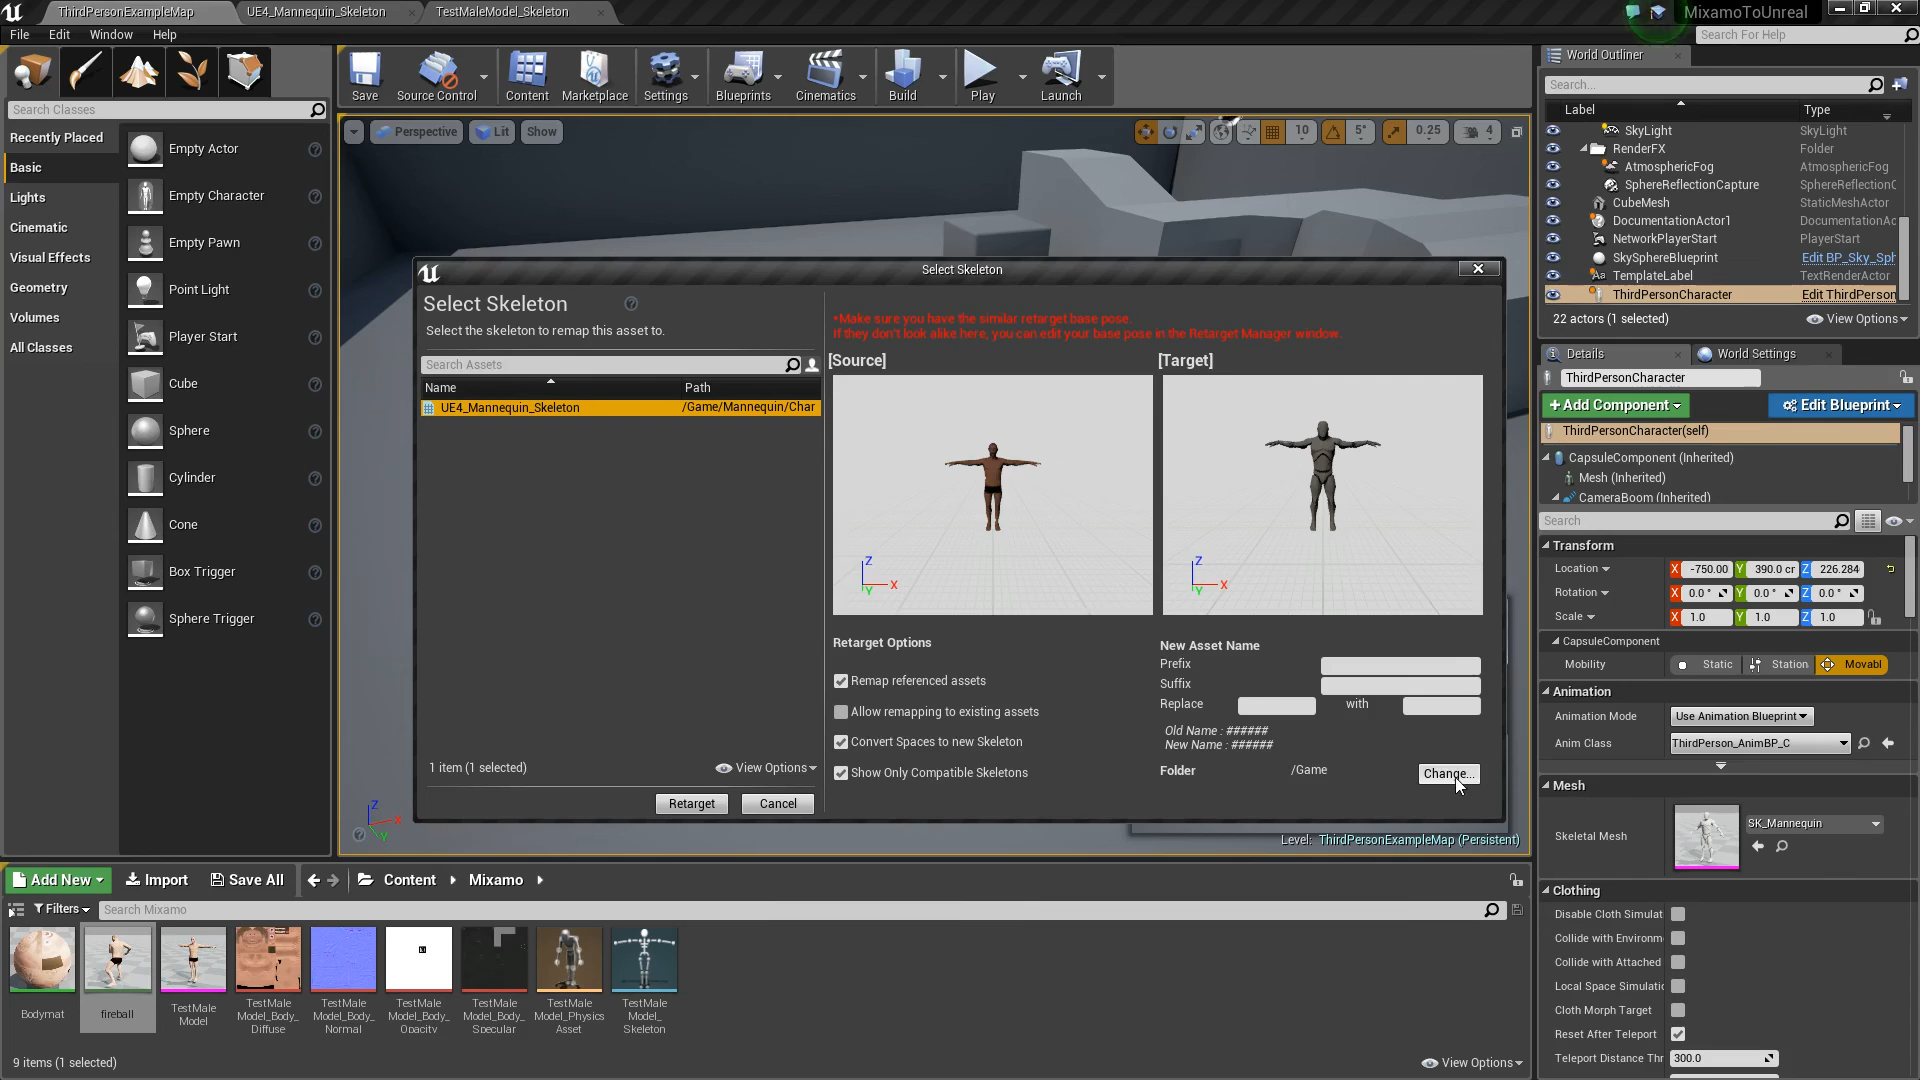 ThirdPersonExampleMap
UE4_Mannequin_Skeleton
TestMaleModel_Skeleton
MixamoToUnreal
File Edit Window Help
Search For Help
Save
Source Control
Content
Marketplace
Settings
Blueprints
Cinematics
Build
Play
Launch
Search Classes
Recently Placed
Basic
Lights
Cinematic
Visual Effects
Geometry
Volumes
All Classes
Empty Actor
Empty Character
Empty Pawn
Point Light
Player Start
Cube
Sphere
Cylinder
Cone
Box Trigger
Sphere Trigger
Perspective
Lit
Show
10
5°
0.25
4
Select Skeleton
Select Skeleton
Select the skeleton to remap this asset to.
Search Assets
Name Path
UE4_Mannequin_Skeleton /Game/Mannequin/Char
1 item (1 selected)
View Options
Retarget
Cancel
*Make sure you have the similar retarget base pose.
If they don't look alike here, you can edit your base pose in the Retarget Manager window.
[Source]
[Target]
Z
X
Y
Z
X
Y
Retarget Options
Remap referenced assets
Allow remapping to existing assets
Convert Spaces to new Skeleton
Show Only Compatible Skeletons
New Asset Name
Prefix
Suffix
Replace with
Old Name : ######
New Name : ######
Folder /Game
Change...
Z
X
Y
Level: ThirdPersonExampleMap (Persistent)
World Outliner
Search...
Label Type
SkyLight SkyLight
RenderFX Folder
AtmosphericFog AtmosphericFog
SphereReflectionCapture SphereReflectionC
CubeMesh StaticMeshActor
DocumentationActor1 DocumentationAc
NetworkPlayerStart PlayerStart
SkySphereBlueprint Edit BP_Sky_Sph
TemplateLabel TextRenderActor
ThirdPersonCharacter Edit ThirdPerson
22 actors (1 selected)
View Options
Details
World Settings
ThirdPersonCharacter
+Add Component
Edit Blueprint
ThirdPersonCharacter(self)
CapsuleComponent (Inherited)
Mesh (Inherited)
CameraBoom (Inherited)
Search
Transform
Location X -750.00 Y 390.0 cr Z 226.284
Rotation X 0.0 ° Y 0.0 ° Z 0.0 °
Scale X 1.0 Y 1.0 Z 1.0
CapsuleComponent
Mobility Static Station Movabl
Animation
Animation Mode Use Animation Blueprint
Anim Class ThirdPerson_AnimBP_C
Mesh
Skeletal Mesh SK_Mannequin
Clothing
Disable Cloth Simulat
Collide with Environm
Collide with Attached
Local Space Simulatic
Cloth Morph Target
Reset After Teleport
Teleport Distance Thr 300.0
Add New
Import
Save All
Content
Mixamo
Filters
Search Mixamo
Bodymat
fireball
TestMale
Model
TestMale
Model_Body_
Diffuse
TestMale
Model_Body_
Normal
TestMale
Model_Body_
Opacity
TestMale
Model_Body_
Specular
TestMale
Model_Physics
Asset
TestMale
Model_
Skeleton
9 items (1 selected)
View Options